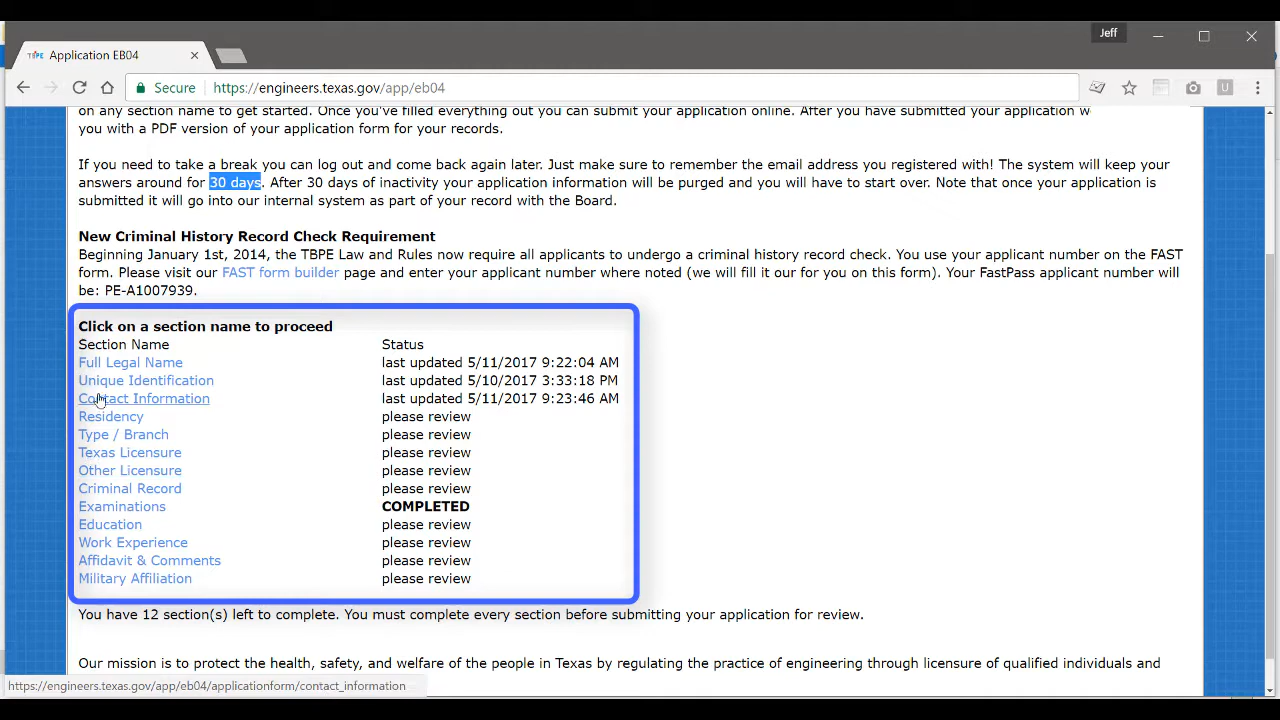 Jeff
TBPE Application EB04
Secure https://engineers.texas.gov/app/eb04
on any section name to get started. Once you've filled everything out you can submit your application online. After you have submitted your application w
you with a PDF version of your application form for your records.
If you need to take a break you can log out and come back again later. Just make sure to remember the email address you registered with! The system will keep your
answers around for 30 days. After 30 days of inactivity your application information will be purged and you will have to start over. Note that once your application is
submitted it will go into our internal system as part of your record with the Board.
New Criminal History Record Check Requirement
Beginning January 1st, 2014, the TBPE Law and Rules now require all applicants to undergo a criminal history record check. You use your applicant number on the FAST
form. Please visit our FAST form builder page and enter your applicant number where noted (we will fill it our for you on this form). Your FastPass applicant number will
be: PE-A1007939.
Click on a section name to proceed
Section Name Status
Full Legal Name last updated 5/11/2017 9:22:04 AM
Unique Identification last updated 5/10/2017 3:33:18 PM
Contact Information last updated 5/11/2017 9:23:46 AM
Residency please review
Type / Branch please review
Texas Licensure please review
Other Licensure please review
Criminal Record please review
Examinations COMPLETED
Education please review
Work Experience please review
Affidavit & Comments please review
Military Affiliation please review
You have 12 section(s) left to complete. You must complete every section before submitting your application for review.
Our mission is to protect the health, safety, and welfare of the people in Texas by regulating the practice of engineering through licensure of qualified individuals and
https://engineers.texas.gov/app/eb04/applicationform/contact_information